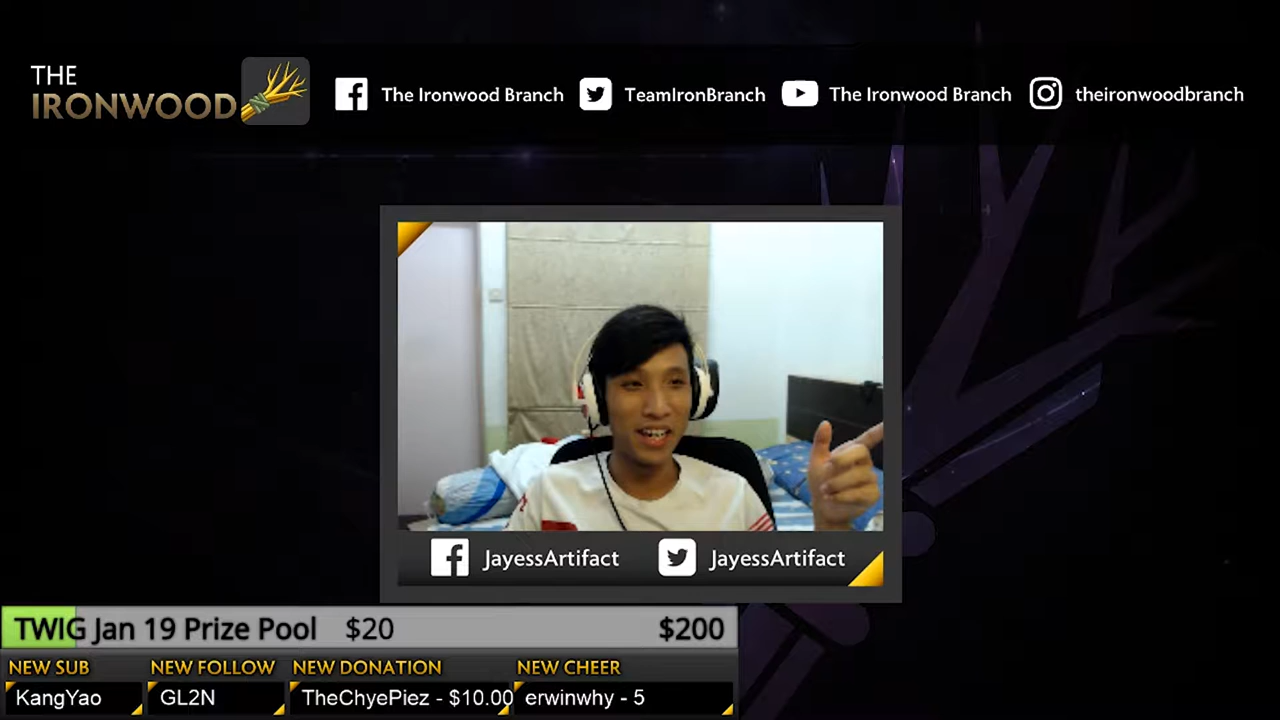 THE
IRONWOOD
The Ironwood Branch TeamIronBranch The Ironwood Branch theironwoodbranch
JayessArtifact JayessArtifact
TWIG Jan 19 Prize Pool $20 $200
NEW SUB NEW FOLLOW NEW DONATION NEW CHEER
KangYao GL2N TheChyePiez - $10.00 erwinwhy - 5